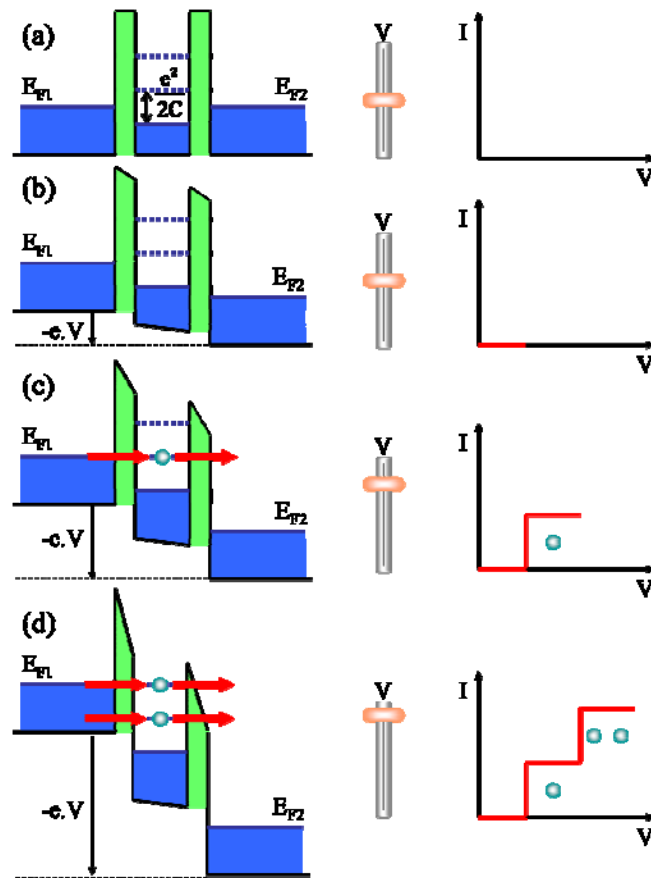 (a)
E_F1
e²
2C
E_F2
V
I
V
(b)
E_F1
E_F2
-e.V
V
I
V
(c)
E_F1
E_F2
-e.V
V
I
V
(d)
E_F1
E_F2
-e.V
V
I
V